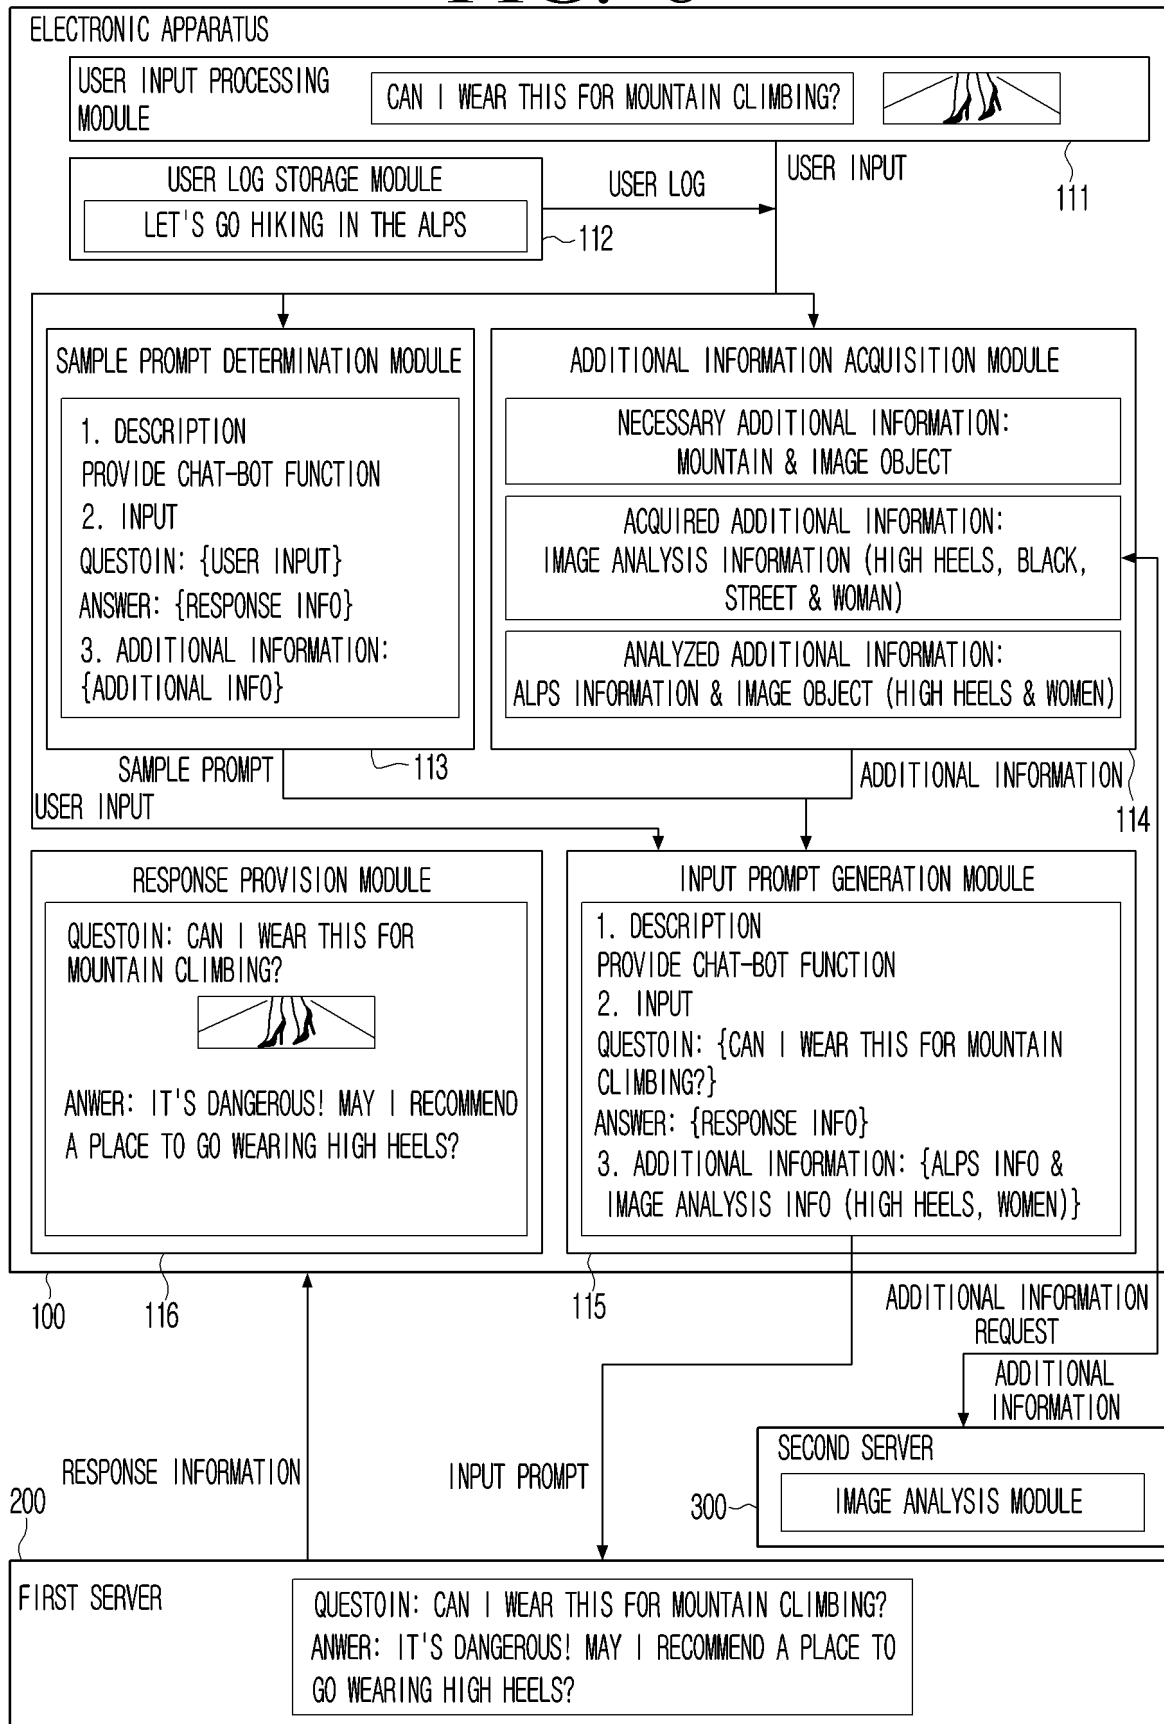 ELECTRONIC APPARATUS
USER INPUT PROCESSING
MODULE
CAN I WEAR THIS FOR MOUNTAIN CLIMBING?
111
USER INPUT
USER LOG STORAGE MODULE
LET'S GO HIKING IN THE ALPS
112
USER LOG
SAMPLE PROMPT DETERMINATION MODULE
1. DESCRIPTION
PROVIDE CHAT-BOT FUNCTION
2. INPUT
QUESTOIN: {USER INPUT}
ANSWER: {RESPONSE INFO}
3. ADDITIONAL INFORMATION:
{ADDITIONAL INFO}
113
SAMPLE PROMPT
USER INPUT
ADDITIONAL INFORMATION ACQUISITION MODULE
NECESSARY ADDITIONAL INFORMATION:
MOUNTAIN & IMAGE OBJECT
ACQUIRED ADDITIONAL INFORMATION:
IMAGE ANALYSIS INFORMATION (HIGH HEELS, BLACK,
STREET & WOMAN)
ANALYZED ADDITIONAL INFORMATION:
ALPS INFORMATION & IMAGE OBJECT (HIGH HEELS & WOMEN)
ADDITIONAL INFORMATION
114
RESPONSE PROVISION MODULE
QUESTOIN: CAN I WEAR THIS FOR
MOUNTAIN CLIMBING?
ANWER: IT'S DANGEROUS! MAY I RECOMMEND
A PLACE TO GO WEARING HIGH HEELS?
116
INPUT PROMPT GENERATION MODULE
1. DESCRIPTION
PROVIDE CHAT-BOT FUNCTION
2. INPUT
QUESTOIN: {CAN I WEAR THIS FOR MOUNTAIN
CLIMBING?}
ANSWER: {RESPONSE INFO}
3. ADDITIONAL INFORMATION: {ALPS INFO &
IMAGE ANALYSIS INFO (HIGH HEELS, WOMEN)}
115
100
ADDITIONAL INFORMATION
REQUEST
ADDITIONAL
INFORMATION
SECOND SERVER
IMAGE ANALYSIS MODULE
300
RESPONSE INFORMATION
INPUT PROMPT
200
FIRST SERVER
QUESTOIN: CAN I WEAR THIS FOR MOUNTAIN CLIMBING?
ANWER: IT'S DANGEROUS! MAY I RECOMMEND A PLACE TO
GO WEARING HIGH HEELS?